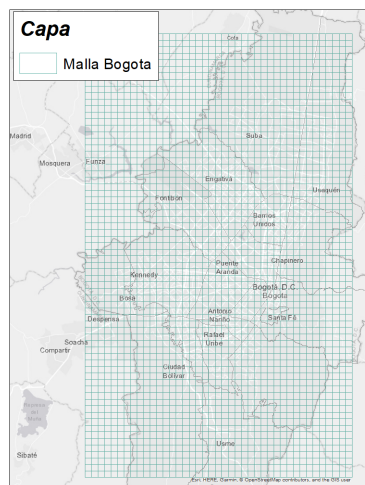 Capa
Malla Bogota
Cota
Suba
Madrid
Mosquera
Funza
Engativá
Usaquén
Fontibón
Barrios
Unidos
Puente
Aranda
Chapinero
Kennedy
Bogotá, D.C.
Bogotá
Bosa
Antonio
Nariño
Santa Fé
Despensa
Rafael
Uribe
Soacha
Compartir
Ciudad
Bolívar
Usme
Sibaté
Esri, HERE, Garmin, © OpenStreetMap contributors, and the GIS user